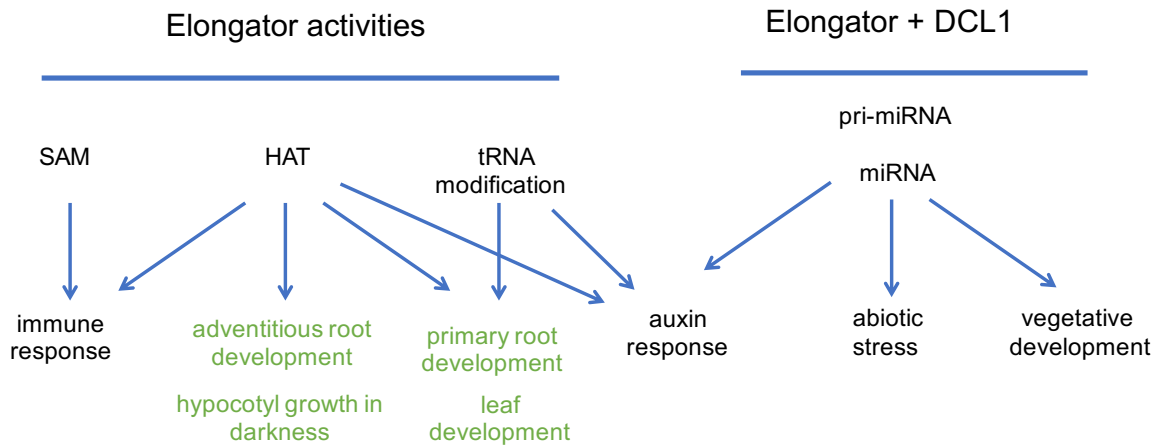 Elongator activities
Elongator + DCL1
pri-miRNA
SAM
HAT
tRNA
modification
miRNA
immune
response
adventitious root
development
hypocotyl growth in
darkness
primary root
development
leaf
development
auxin
response
abiotic
stress
vegetative
development